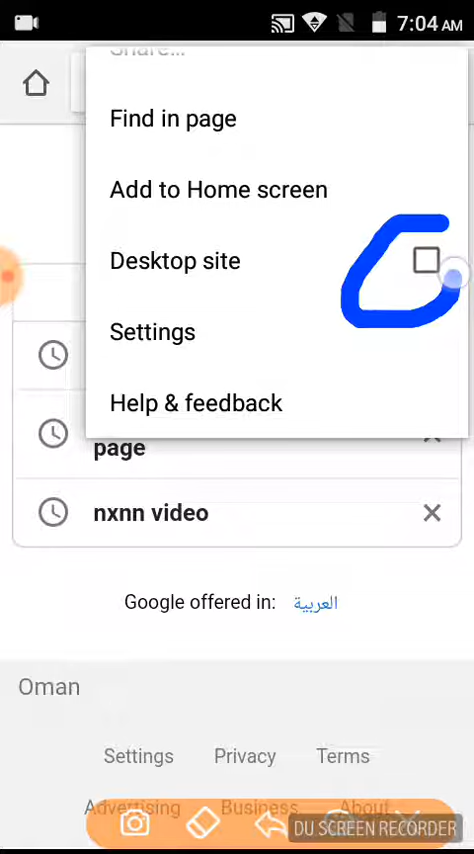 7:04 AM
Share...
Find in page
Add to Home screen
Desktop site
Settings
Help & feedback
page
nxnn video
Google offered in: العربية
Oman
Settings Privacy Terms
Advertising Business About
DU SCREEN RECORDER